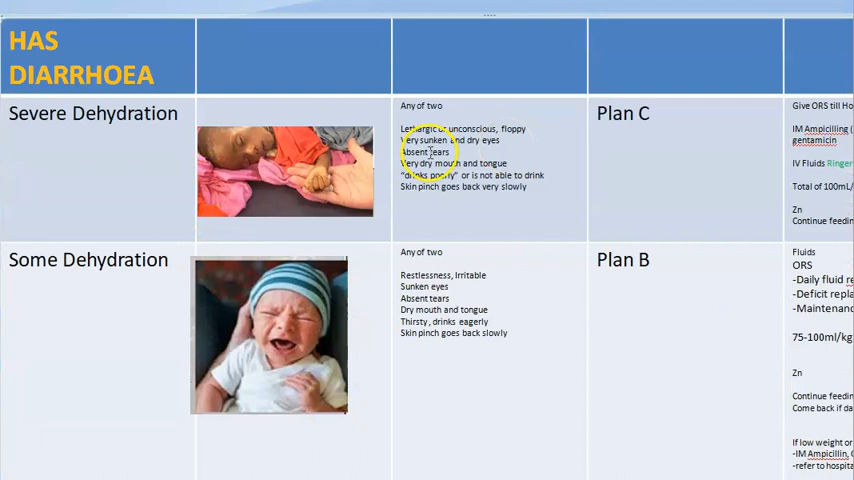 HAS
DIARRHOEA
Severe Dehydration
Any of two
Lethargic or unconscious, floppy
Very sunken and dry eyes
Absent tears
Very dry mouth and tongue
“drinks poorly” or is not able to drink
Skin pinch goes back very slowly
Plan C
Give ORS till Ho
IM Ampicilling (
gentamicin
IV Fluids Ringer
Total of 100mL/
Zn
Continue feedin
Some Dehydration
Any of two
Restlessness, Irritable
Sunken eyes
Absent tears
Dry mouth and tongue
Thirsty , drinks eagerly
Skin pinch goes back slowly
Plan B
Fluids
ORS
-Daily fluid re
-Deficit repla
-Maintenanc
75-100ml/kg
Zn
Continue feedin
Come back if da
If low weight or
-IM Ampicillin,
-refer to hospita